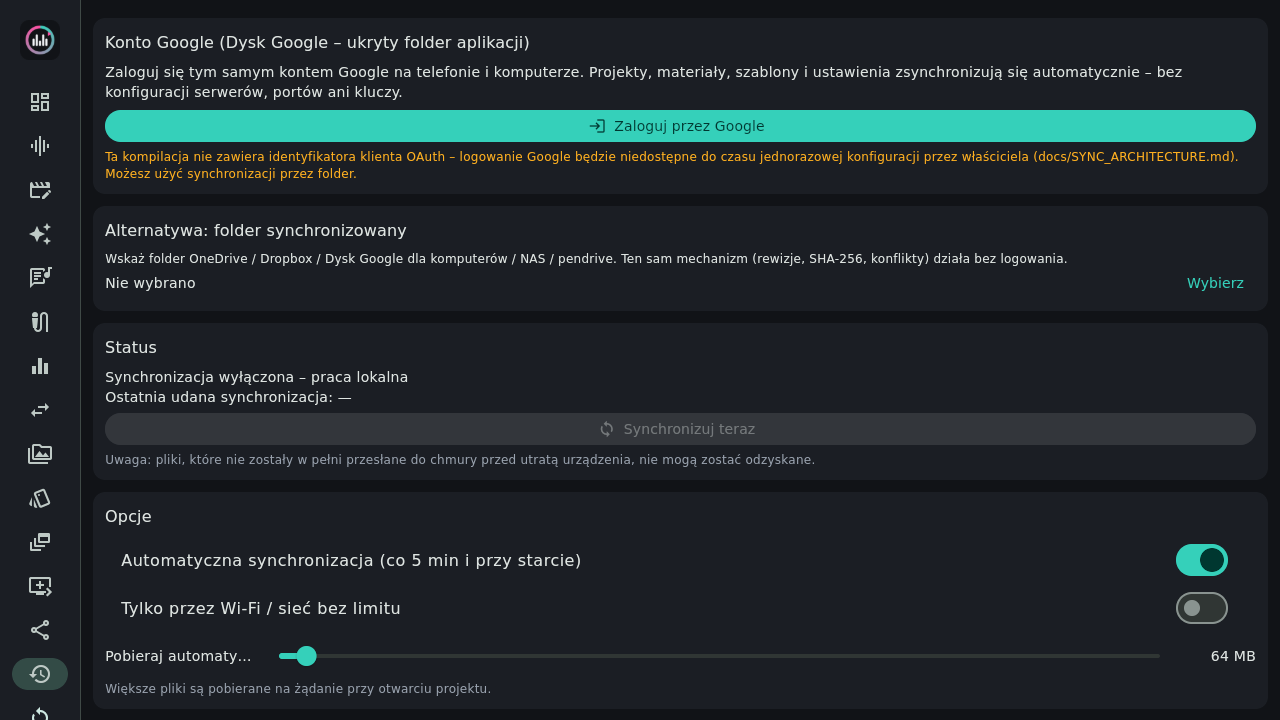 Konto Google (Dysk Google – ukryty folder aplikacji)
Zaloguj się tym samym kontem Google na telefonie i komputerze. Projekty, materiały, szablony i ustawienia zsynchronizują się automatycznie – bez
konfiguracji serwerów, portów ani kluczy.
Zaloguj przez Google
Ta kompilacja nie zawiera identyfikatora klienta OAuth – logowanie Google będzie niedostępne do czasu jednorazowej konfiguracji przez właściciela (docs/SYNC_ARCHITECTURE.md).
Możesz użyć synchronizacji przez folder.
Alternatywa: folder synchronizowany
Wskaż folder OneDrive / Dropbox / Dysk Google dla komputerów / NAS / pendrive. Ten sam mechanizm (rewizje, SHA-256, konflikty) działa bez logowania.
Nie wybrano
Wybierz
Status
Synchronizacja wyłączona – praca lokalna
Ostatnia udana synchronizacja: —
Synchronizuj teraz
Uwaga: pliki, które nie zostały w pełni przesłane do chmury przed utratą urządzenia, nie mogą zostać odzyskane.
Opcje
Automatyczna synchronizacja (co 5 min i przy starcie)
Tylko przez Wi-Fi / sieć bez limitu
Pobieraj automaty...
64 MB
Większe pliki są pobierane na żądanie przy otwarciu projektu.